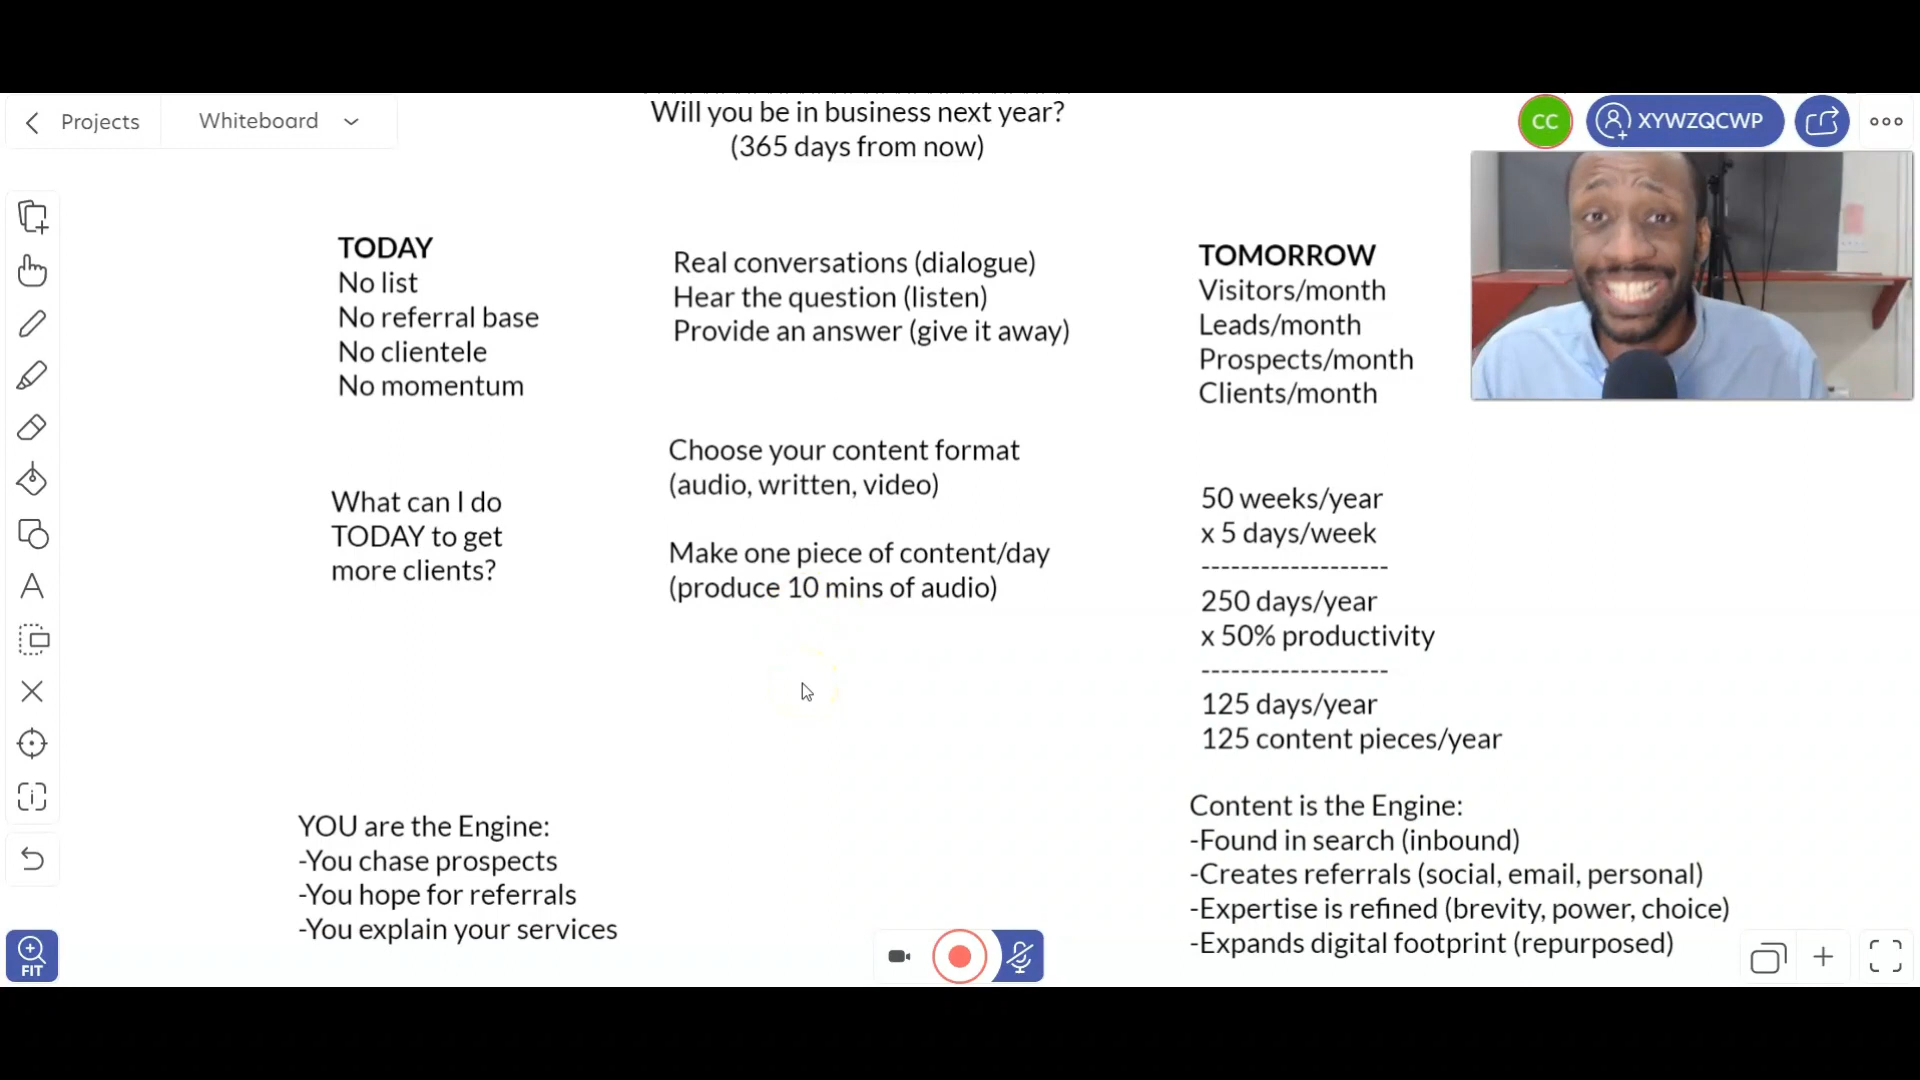 Projects
Whiteboard
Will you be in business next year?
(365 days from now)
CC
XYWZQCWP
TODAY
No list
No referral base
No clientele
No momentum
Real conversations (dialogue)
Hear the question (listen)
Provide an answer (give it away)
TOMORROW
Visitors/month
Leads/month
Prospects/month
Clients/month
What can I do
TODAY to get
more clients?
Choose your content format
(audio, written, video)
Make one piece of content/day
(produce 10 mins of audio)
50 weeks/year
x 5 days/week
-------------------
250 days/year
x 50% productivity
-------------------
125 days/year
125 content pieces/year
YOU are the Engine:
-You chase prospects
-You hope for referrals
-You explain your services
Content is the Engine:
-Found in search (inbound)
-Creates referrals (social, email, personal)
-Expertise is refined (brevity, power, choice)
-Expands digital footprint (repurposed)
FIT